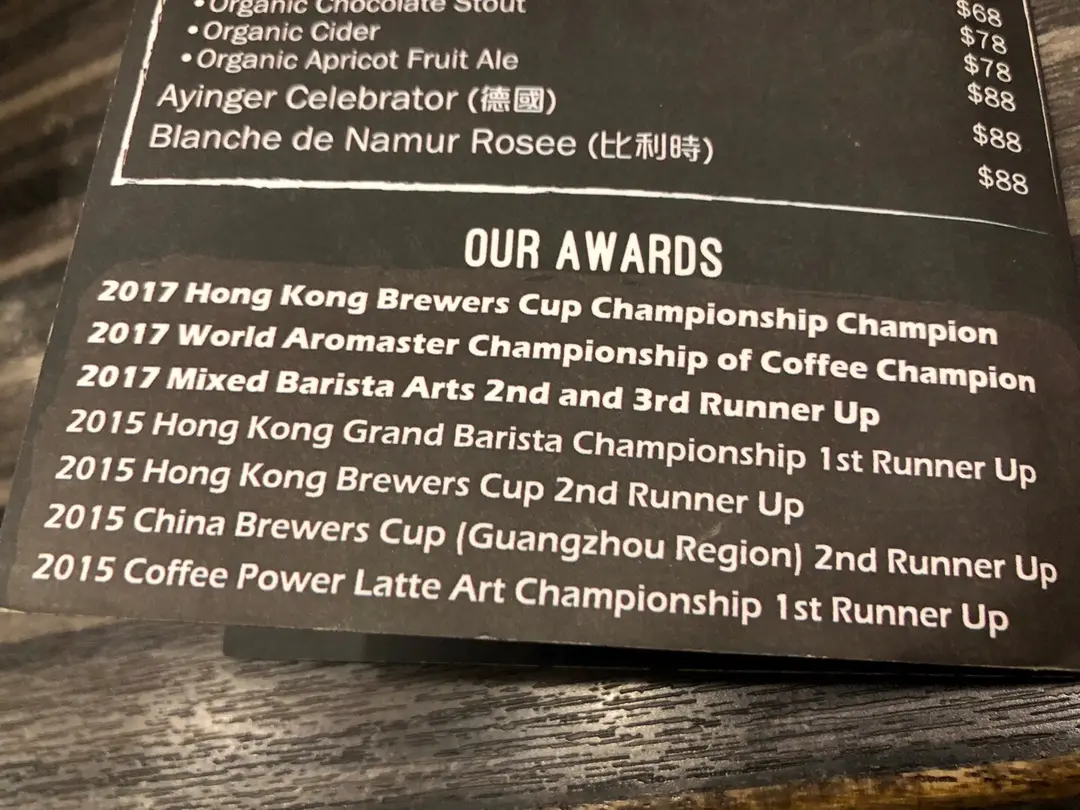 $68
• Organic Chocolate Stout $78
• Organic Cider $78
• Organic Apricot Fruit Ale $88
Ayinger Celebrator (德國) $88
Blanche de Namur Rosee (比利時) $88
OUR AWARDS
2017 Hong Kong Brewers Cup Championship Champion
2017 World Aromaster Championship of Coffee Champion
2017 Mixed Barista Arts 2nd and 3rd Runner Up
2015 Hong Kong Grand Barista Championship 1st Runner Up
2015 Hong Kong Brewers Cup 2nd Runner Up
2015 China Brewers Cup (Guangzhou Region) 2nd Runner Up
2015 Coffee Power Latte Art Championship 1st Runner Up